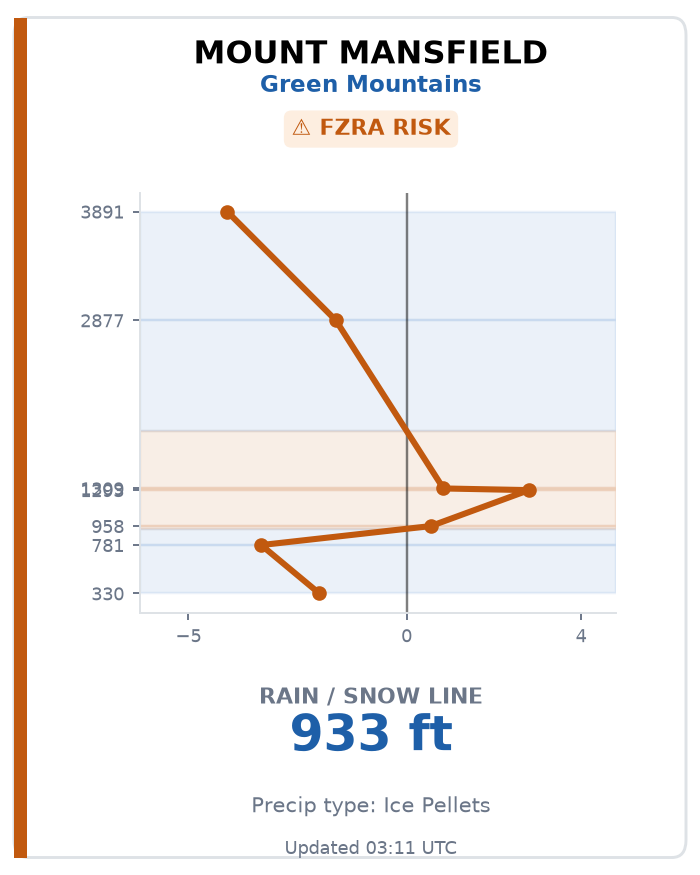 MOUNT MANSFIELD
Green Mountains
⚠ FZRA RISK
3891
2877
958
781
330
−5 0 4
RAIN / SNOW LINE
933 ft
Precip type: Ice Pellets
Updated 03:11 UTC